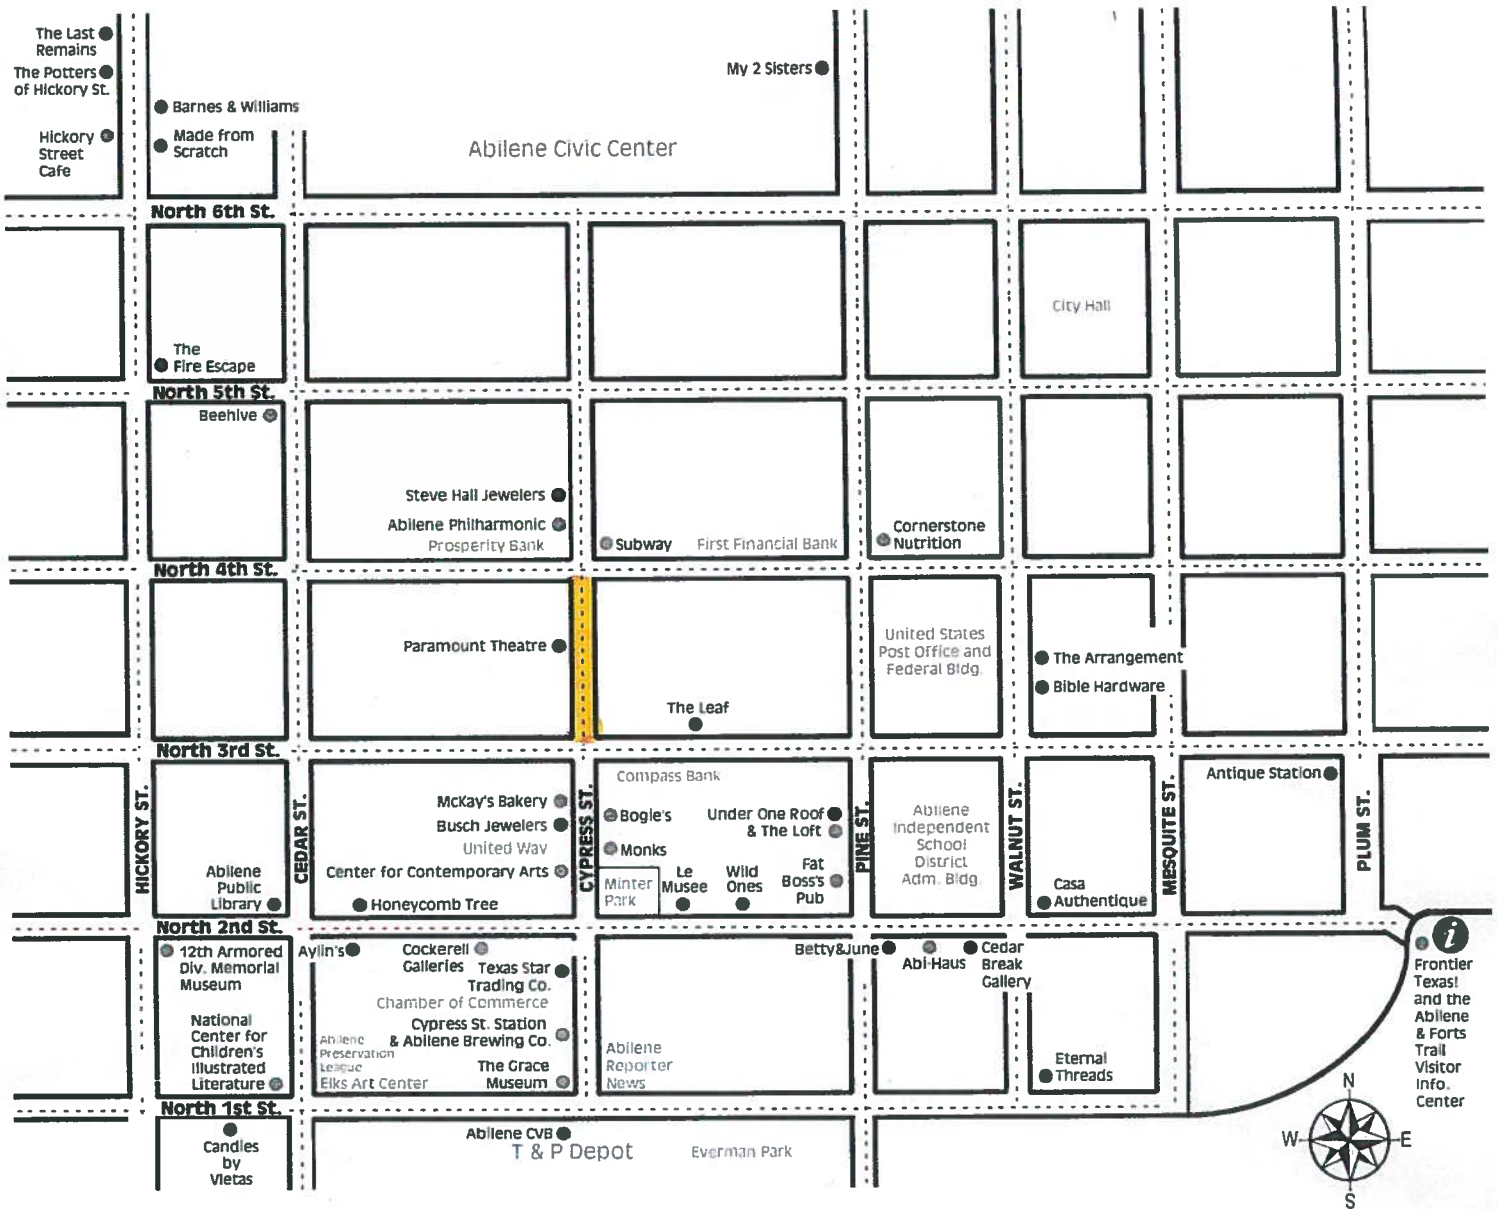 The Last
Remains
The Potters
of Hickory St.
Hickory
Street
Cafe
Barnes & Williams
Made from
Scratch
My 2 Sisters
Abilene Civic Center
North 6th St.
City Hall
The
Fire Escape
North 5th St.
Beehive
Steve Hall Jewelers
Abilene Philharmonic
Prosperity Bank
Subway
First Financial Bank
Cornerstone
Nutrition
North 4th St.
Paramount Theatre
The Leaf
United States
Post Office and
Federal Bldg.
The Arrangement
Bible Hardware
North 3rd St.
HICKORY ST.
Abilene
Public
Library
CEDAR ST.
McKay's Bakery
Busch Jewelers
United Way
Center for Contemporary Arts
Honeycomb Tree
CYPRESS ST.
Compass Bank
Bogle's
Monks
Minter
Park
Under One Roof
& The Loft
Le
Musee
Wild
Ones
Fat
Boss's
Pub
PINE ST.
Abilene
Independent
School
District
Adm. Bldg.
WALNUT ST.
Casa
Authentique
MESQUITE ST.
Antique Station
PLUM ST.
North 2nd St.
12th Armored
Div. Memorial
Museum
National
Center for
Children's
Illustrated
Literature
Aylin's
Cockerell
Galleries
Texas Star
Trading Co.
Chamber of Commerce
Cypress St. Station
& Abilene Brewing Co.
Abilene
Preservation
League
Elks Art Center
The Grace
Museum
Abilene
Reporter
News
Betty&June
Abi-Haus
Cedar
Break
Gallery
Eternal
Threads
i
Frontier
Texas!
and the
Abilene
& Forts
Trail
Visitor
Info.
Center
North 1st St.
Candles
by
Vietas
Abilene CVB
T & P Depot
Everman Park
N
W
E
S